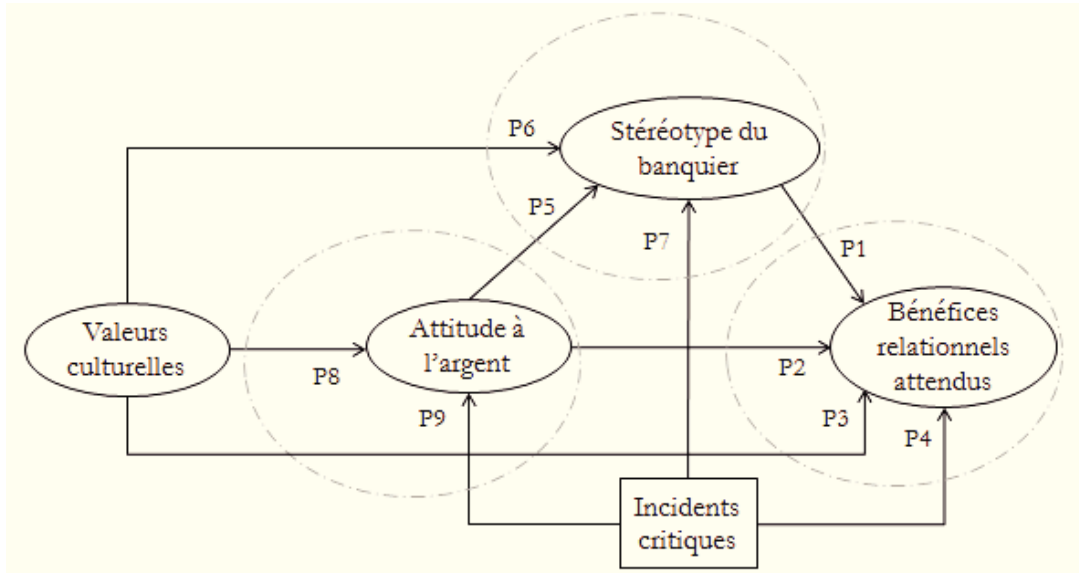 P6
Stéréotype du
banquier
P5
P7
P1
Valeurs
culturelles
P8
Attitude à
l'argent
P2
Bénéfices
relationnels
attendus
P9
P3
P4
Incidents
critiques